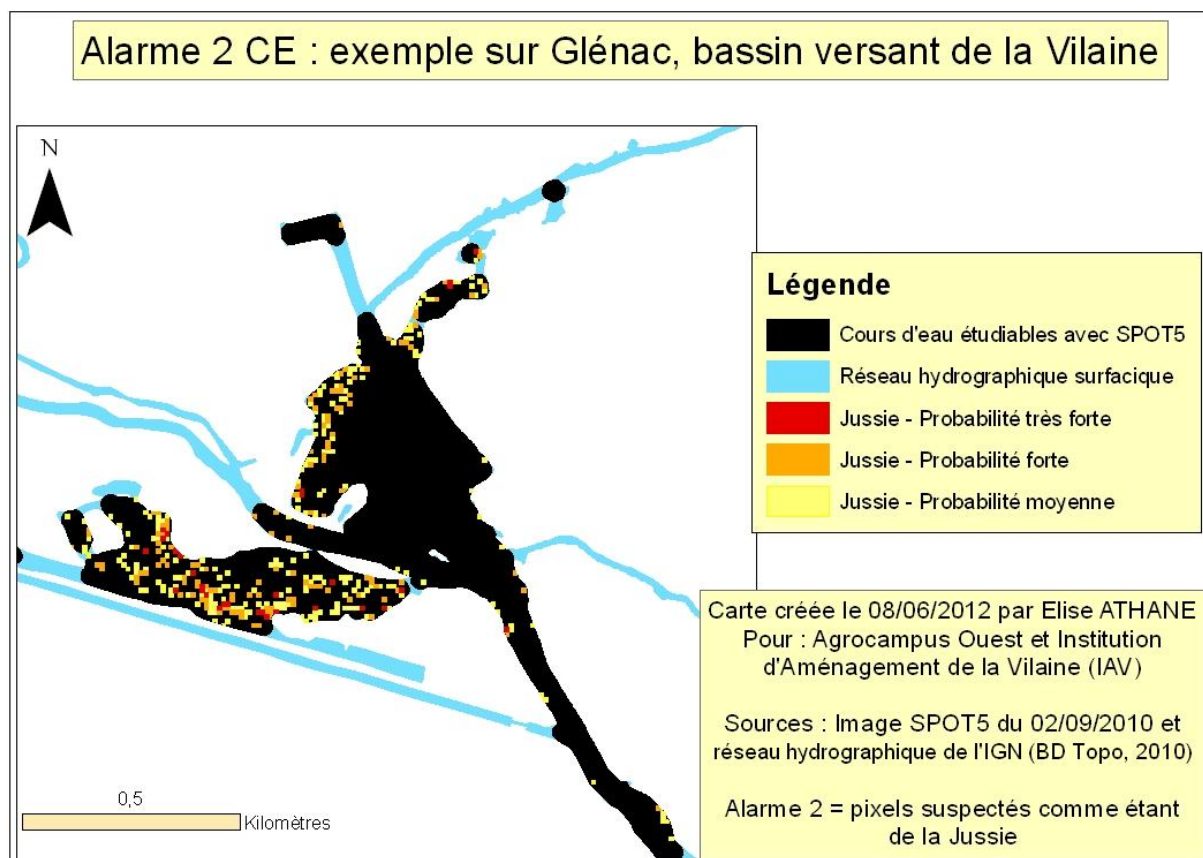 Alarme 2 CE : exemple sur Glénac, bassin versant de la Vilaine
N
Légende
Cours d'eau étudiables avec SPOT5
Réseau hydrographique surfacique
Jussie - Probabilité très forte
Jussie - Probabilité forte
Jussie - Probabilité moyenne
Carte créée le 08/06/2012 par Elise ATHANE
Pour : Agrocampus Ouest et Institution
d'Aménagement de la Vilaine (IAV)
Sources : Image SPOT5 du 02/09/2010 et
réseau hydrographique de l'IGN (BD Topo, 2010)
Alarme 2 = pixels suspectés comme étant
de la Jussie
0,5
Kilomètres